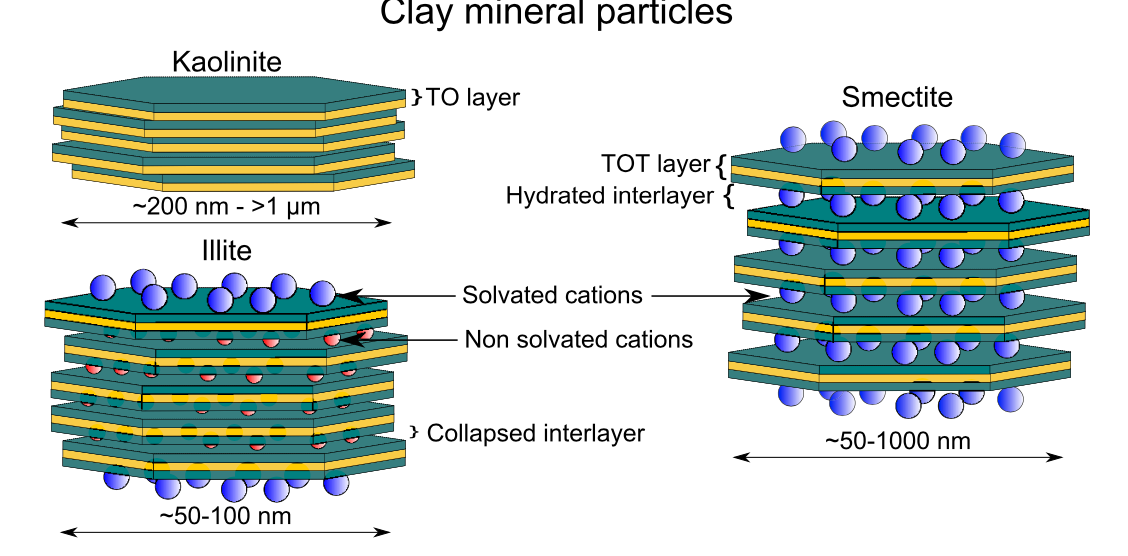 Clay mineral particles
Kaolinite
TO layer
~200 nm - >1 µm
Illite
Solvated cations
Non solvated cations
Collapsed interlayer
~50-100 nm
Smectite
TOT layer
Hydrated interlayer
~50-1000 nm